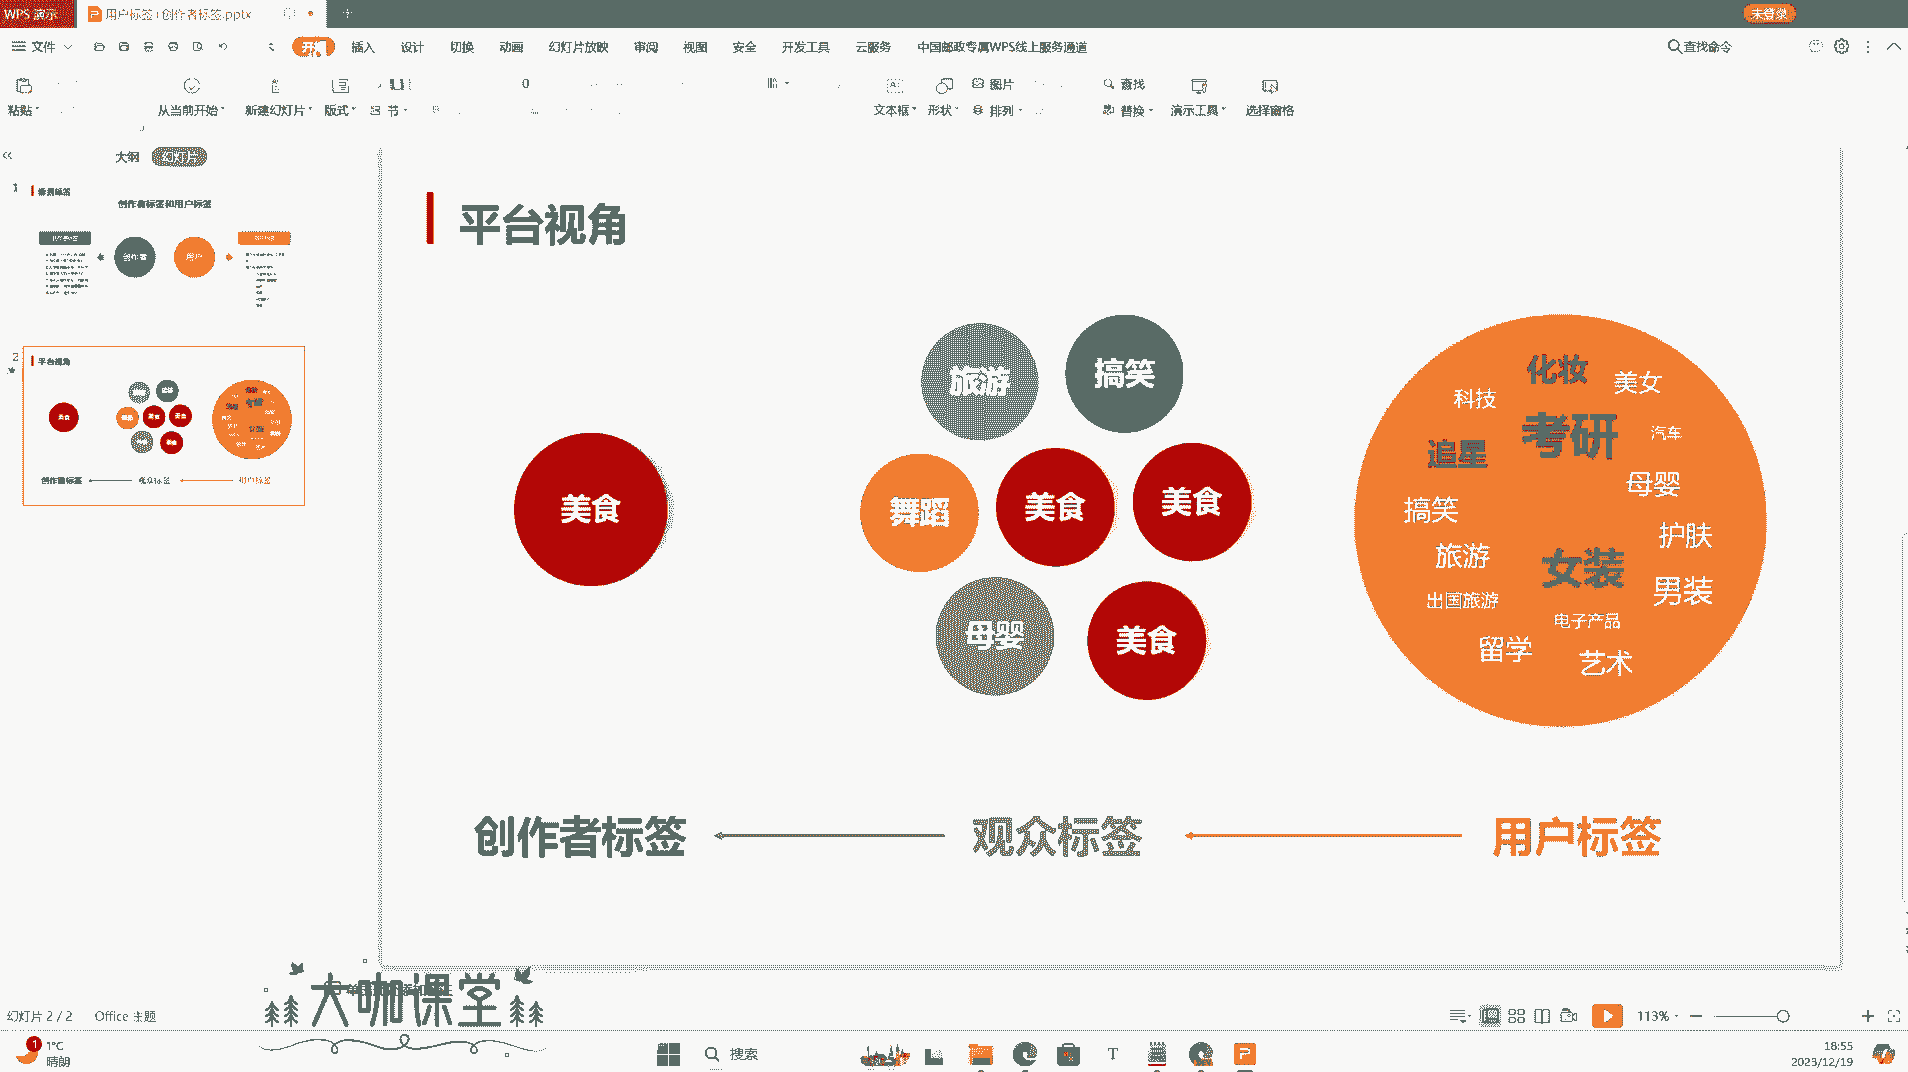 WPS 演示
用户标签+创作者标签.pptx
未登录
文件
开始 插入 设计 切换 动画 幻灯片放映 审阅 视图 安全 开发工具 云服务 中国邮政专属WPS线上服务通道
查找命令
图片 查找
粘贴 从当前开始 新建幻灯片 版式 节 文本框 形状 排列 替换 演示工具 选择窗格
大纲 幻灯片
1
创作者标签和用户标签
创作者 用户
2
平台视角
美食
创作者标签 观众标签 用户标签
平台视角
美食
旅游 搞笑
舞蹈 美食 美食
母婴 美食
化妆
科技 美女
考研
汽车
追星
母婴
搞笑
护肤
旅游 女装
男装
出国旅游
电子产品
留学 艺术
创作者标签 观众标签 用户标签
大咖课堂
幻灯片 2 / 2 Office 主题
113%
1
1°C
晴朗
搜索
18:55
2023/12/19